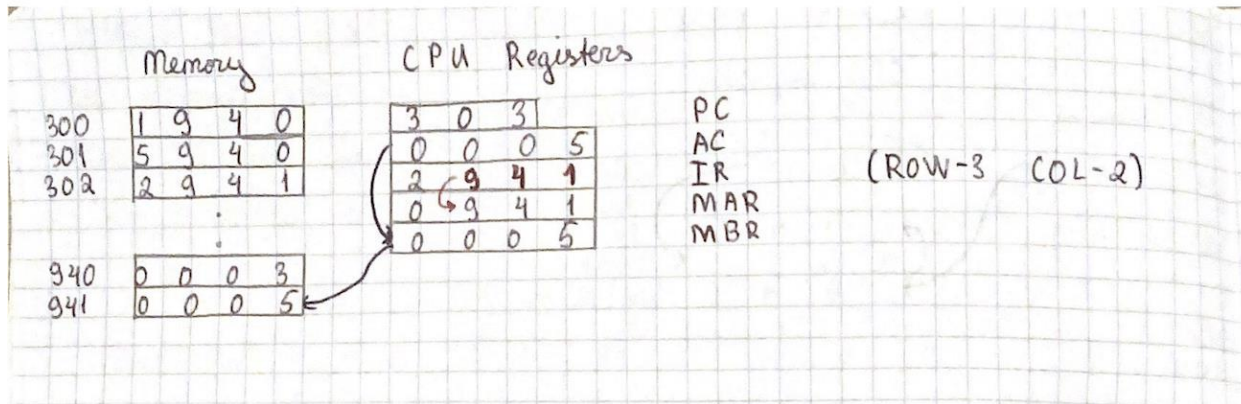 Memory CPU Registers
300 1 9 4 0 3 0 3 PC
301 5 9 4 0 0 0 0 5 AC
302 2 9 4 1 2 9 4 1 IR (ROW-3 COL-2)
0 9 4 1 MAR
0 0 0 5 MBR
940 0 0 0 3
941 0 0 0 5